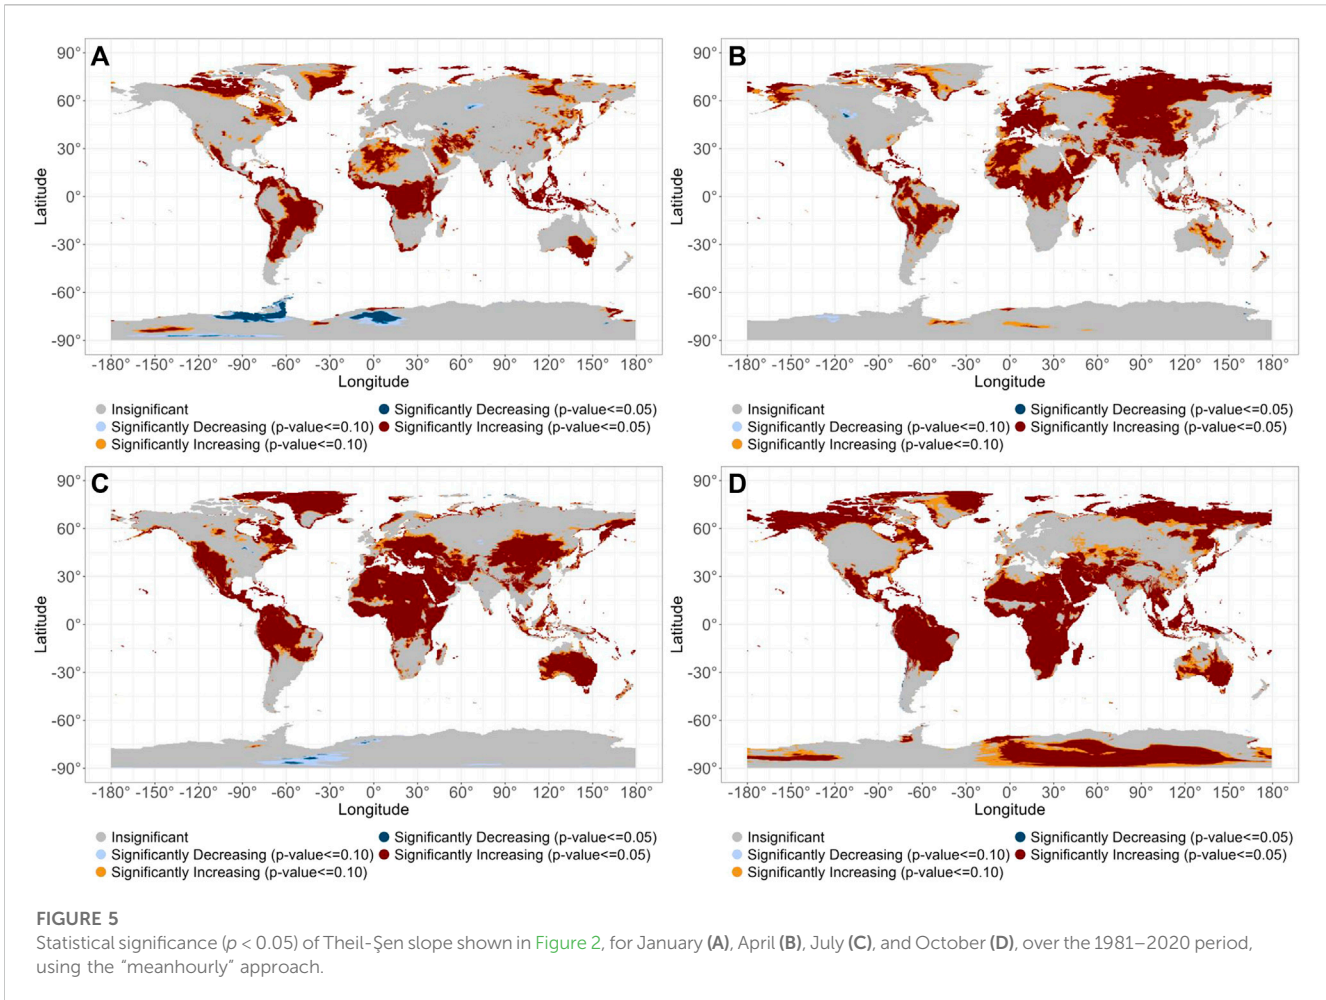 A
B
90°
60°
30°
0°
-30°
-60°
-90°
Latitude
-180° -150° -120° -90° -60° -30° 0° 30° 60° 90° 120° 150° 180°
Longitude
90°
60°
30°
0°
-30°
-60°
-90°
Latitude
-180° -150° -120° -90° -60° -30° 0° 30° 60° 90° 120° 150° 180°
Longitude
Insignificant
Significantly Decreasing (p-value<=0.05)
Significantly Decreasing (p-value<=0.10)
Significantly Increasing (p-value<=0.05)
Significantly Increasing (p-value<=0.10)
Insignificant
Significantly Decreasing (p-value<=0.05)
Significantly Decreasing (p-value<=0.10)
Significantly Increasing (p-value<=0.05)
Significantly Increasing (p-value<=0.10)
C
D
90°
60°
30°
0°
-30°
-60°
-90°
Latitude
-180° -150° -120° -90° -60° -30° 0° 30° 60° 90° 120° 150° 180°
Longitude
90°
60°
30°
0°
-30°
-60°
-90°
Latitude
-180° -150° -120° -90° -60° -30° 0° 30° 60° 90° 120° 150° 180°
Longitude
Insignificant
Significantly Decreasing (p-value<=0.05)
Significantly Decreasing (p-value<=0.10)
Significantly Increasing (p-value<=0.05)
Significantly Increasing (p-value<=0.10)
Insignificant
Significantly Decreasing (p-value<=0.05)
Significantly Decreasing (p-value<=0.10)
Significantly Increasing (p-value<=0.05)
Significantly Increasing (p-value<=0.10)
FIGURE 5
Statistical significance (p < 0.05) of Theil-Şen slope shown in Figure 2, for January (A), April (B), July (C), and October (D), over the 1981–2020 period,
using the "meanhourly" approach.